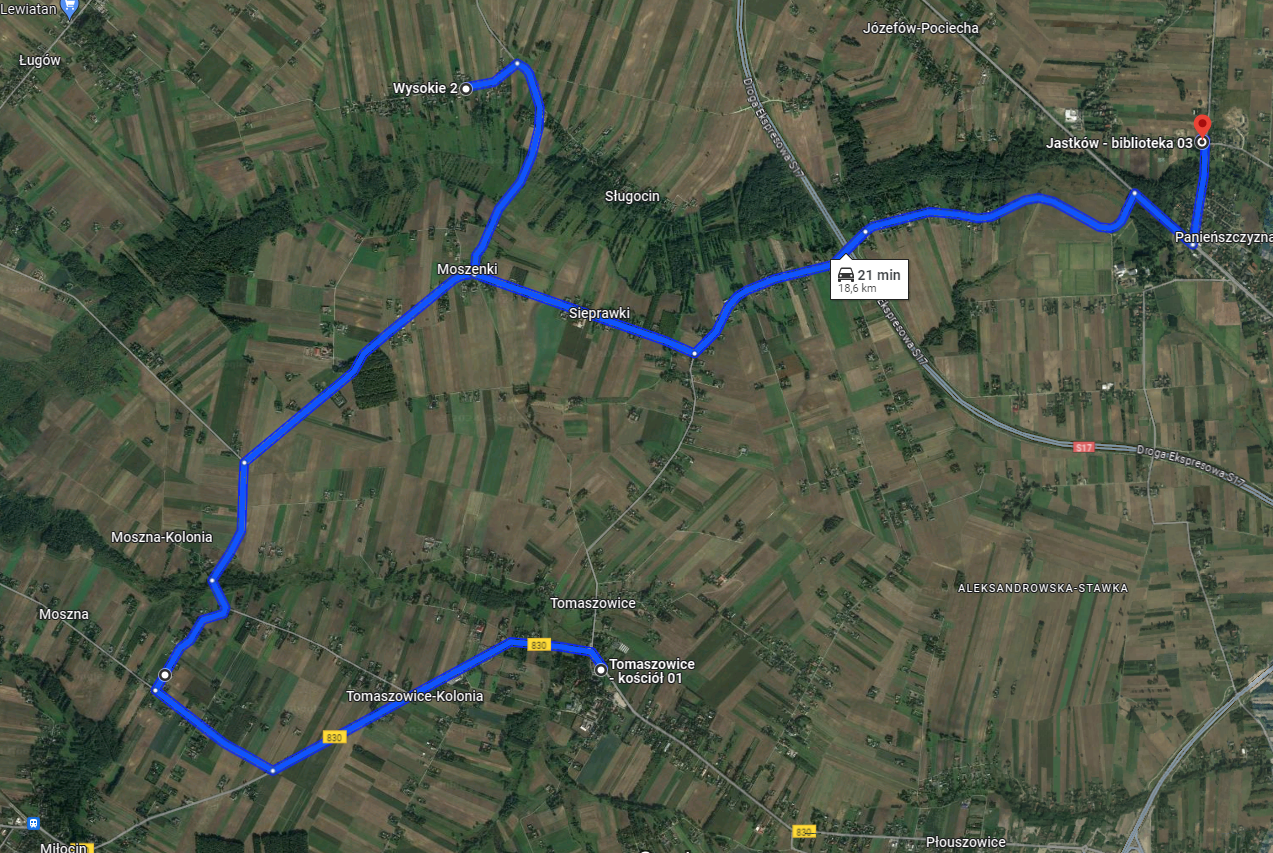 Lewiatan
Józefów-Pociecha
Ługów
Wysokie 2
Droga Ekspresowa S17
Jastków - biblioteka 03
Sługocin
Panieńszczyzna
Moszenki
21 min
18,6 km
Sieprawki
Ekspresowa S17
S17
Droga Ekspresowa S17
Moszna-Kolonia
ALEKSANDROWSKA-STAWKA
Moszna
Tomaszowice
830
Tomaszowice
- kościół 01
Tomaszowice-Kolonia
830
830
Płouszowice
Miłocin